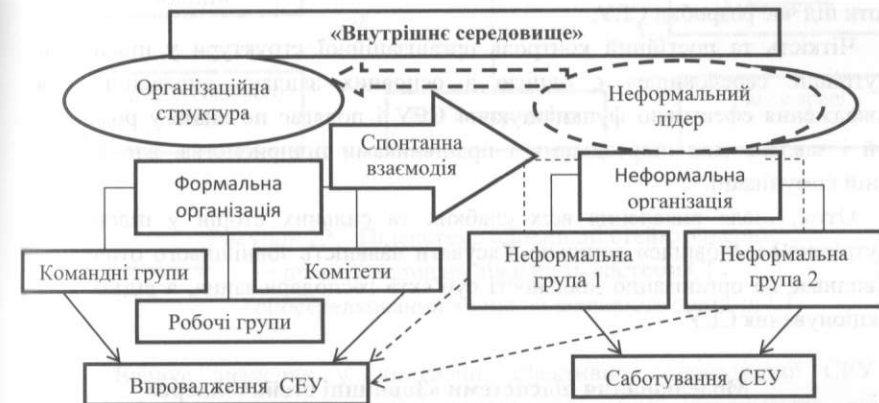 «Внутрішнє середовище»
Організаційна
структура
Неформальний
лідер
Спонтанна
взаємодія
Формальна
організація
Неформальна
організація
Командні групи
Комітети
Неформальна
група 1
Неформальна
група 2
Робочі групи
Впровадження СЕУ
Саботування СЕУ